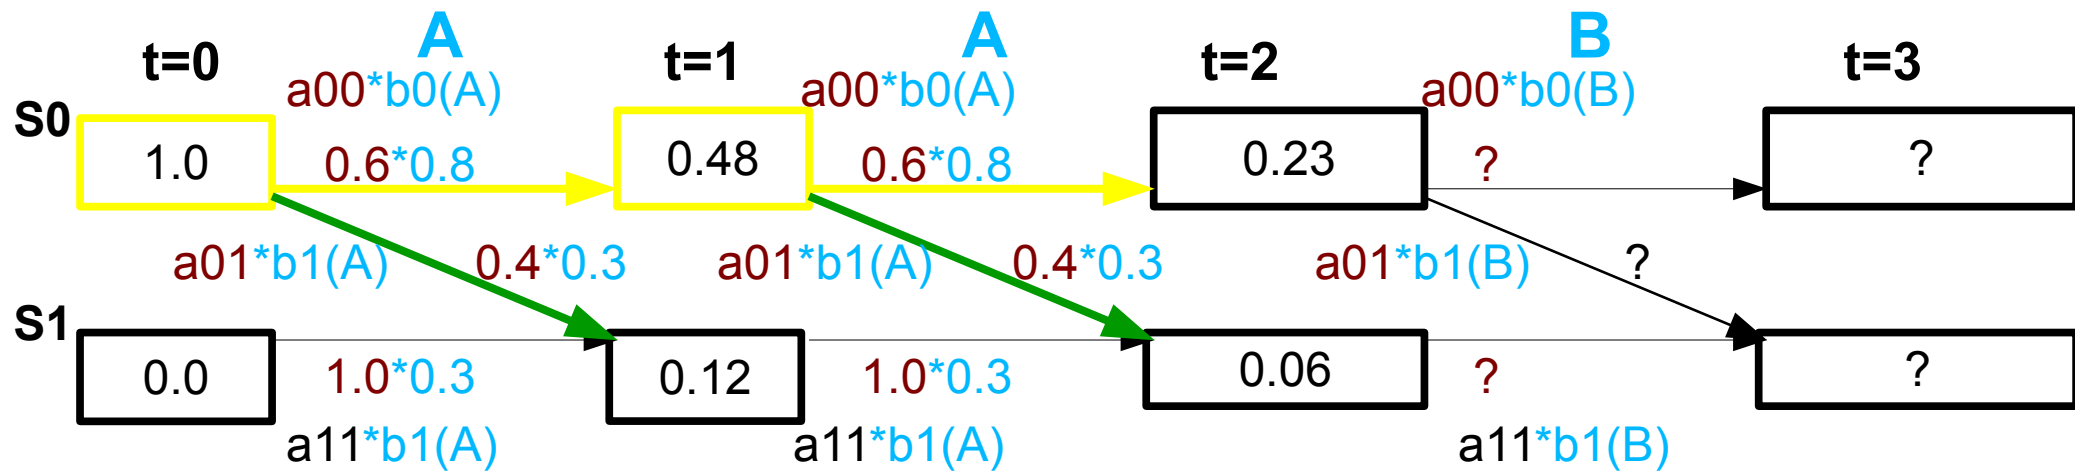 A A B
t=0 t=1 t=2 t=3
a00*b0(A) a00*b0(A) a00*b0(B)
S0
1.0 0.6*0.8 0.48 0.6*0.8 0.23 ? ?
a01*b1(A) 0.4*0.3 a01*b1(A) 0.4*0.3 a01*b1(B) ?
S1
0.0 1.0*0.3 0.12 1.0*0.3 0.06 ? ?
a11*b1(A) a11*b1(A) a11*b1(B)